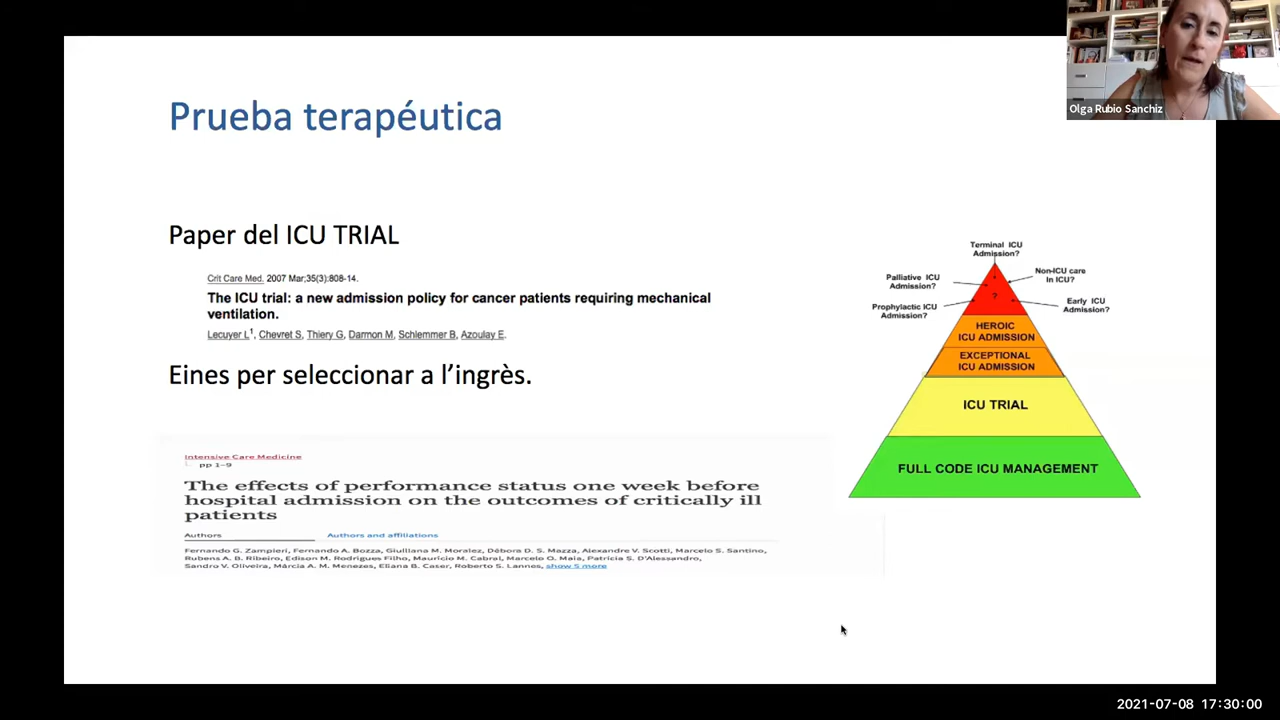 Olga Rubio Sanchiz
Prueba terapéutica
Paper del ICU TRIAL
Crit Care Med. 2007 Mar;35(3):808-14.
The ICU trial: a new admission policy for cancer patients requiring mechanical
ventilation.
Lecuyer L1, Chevret S, Thiery G, Darmon M, Schlemmer B, Azoulay E.
Eines per seleccionar a l’ingrès.
Intensive Care Medicine
pp 1–9
The effects of performance status one week before
hospital admission on the outcomes of critically ill
patients
Authors
Authors and affiliations
Fernando G. Zampieri, Fernando A. Bozza, Giulliana M. Moralez, Débora D. S. Mazza, Alexandre V. Scotti, Marcelo S. Santino,
Rubens A. B. Ribeiro, Edison M. Rodrigues Filho, Maurício M. Cabral, Marcelo O. Maia, Patrícia S. D’Alessandro,
Sandro V. Oliveira, Márcia A. M. Menezes, Eliana B. Caser, Roberto S. Lannes, show 5 more
Terminal ICU
Admission?
Palliative ICU
Admission?
Non-ICU care
In ICU?
Prophylactic ICU
Admission?
?
Early ICU
Admission?
HEROIC
ICU ADMISSION
EXCEPTIONAL
ICU ADMISSION
ICU TRIAL
FULL CODE ICU MANAGEMENT
2021-07-08 17:30:00